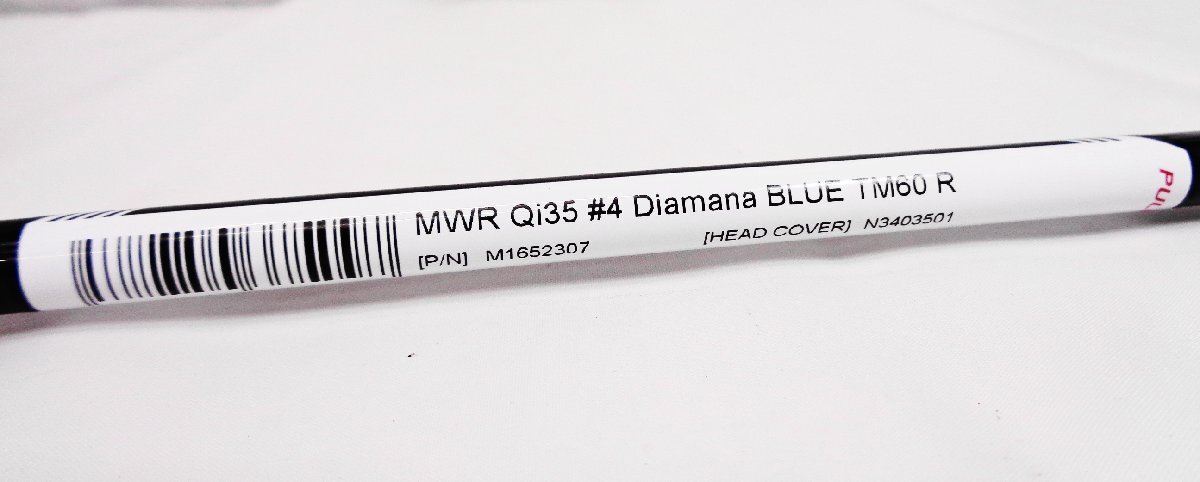 MWR Qi35 #4 Diamana BLUE TM60 R
[P/N] M1652307 [HEAD COVER] N3403501